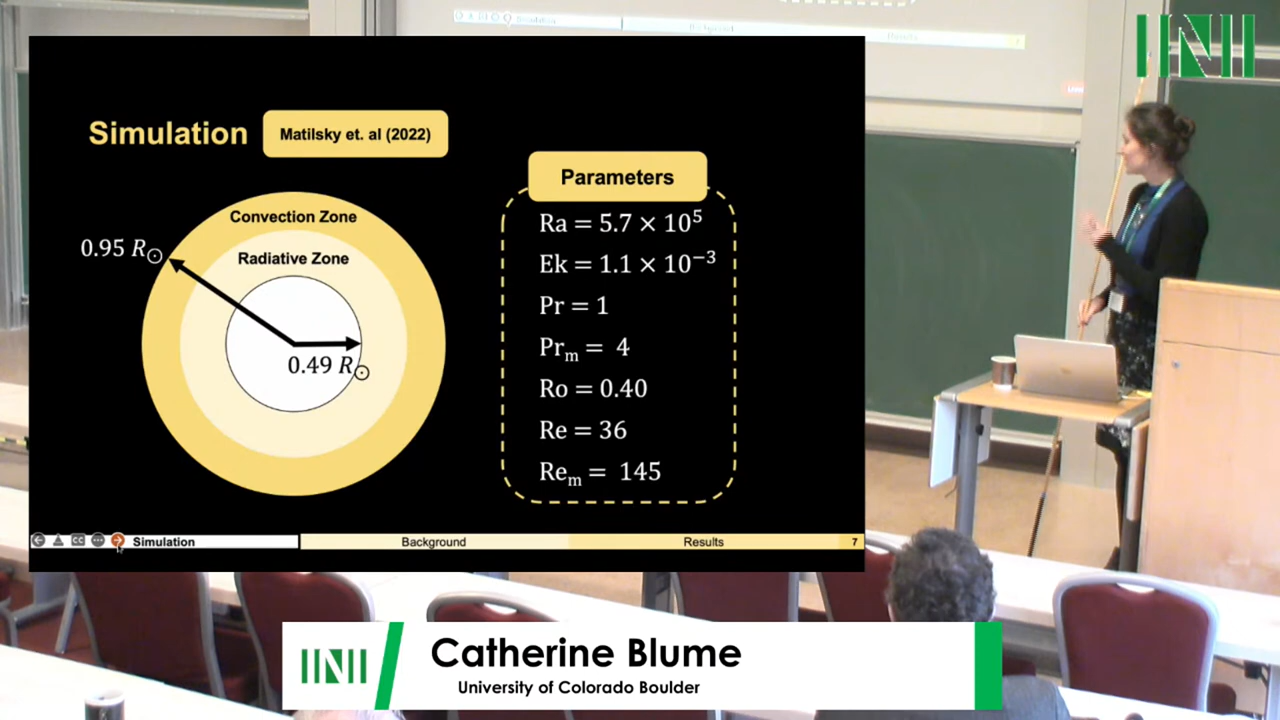 INI
Simulation
Matilsky et. al (2022)
Convection Zone
Radiative Zone
0.95 R☉
0.49 R☉
Parameters
Ra = 5.7 × 10⁵
Ek = 1.1 × 10⁻³
Pr = 1
Prₘ = 4
Ro = 0.40
Re = 36
Reₘ = 145
CC
Simulation
Background
Results
7
INI
Catherine Blume
University of Colorado Boulder